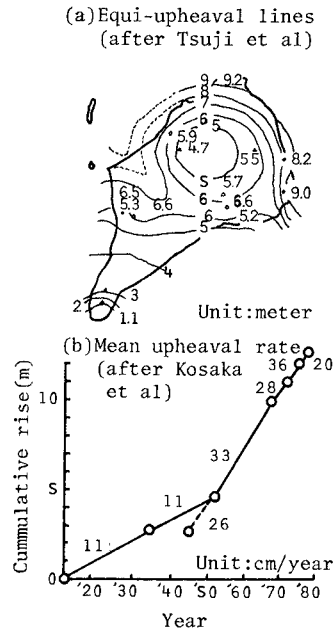 (a)Equi-upheaval lines
(after Tsuji et al)
9 9.2
8
7
6
5
5.9
4.7
5 5
8.2
S
5.7
9.0
6.5
5.3
6.6
6
6.6
6
5.2
5
4
3
2
1.1
Unit:meter
(b)Mean upheaval rate
(after Kosaka
et al)
36
20
28
10
33
S
11
26
11
Unit:cm/year
0
'20 '30 '40 '50 '60 '70 '80
Year
Cummulative rise(m)